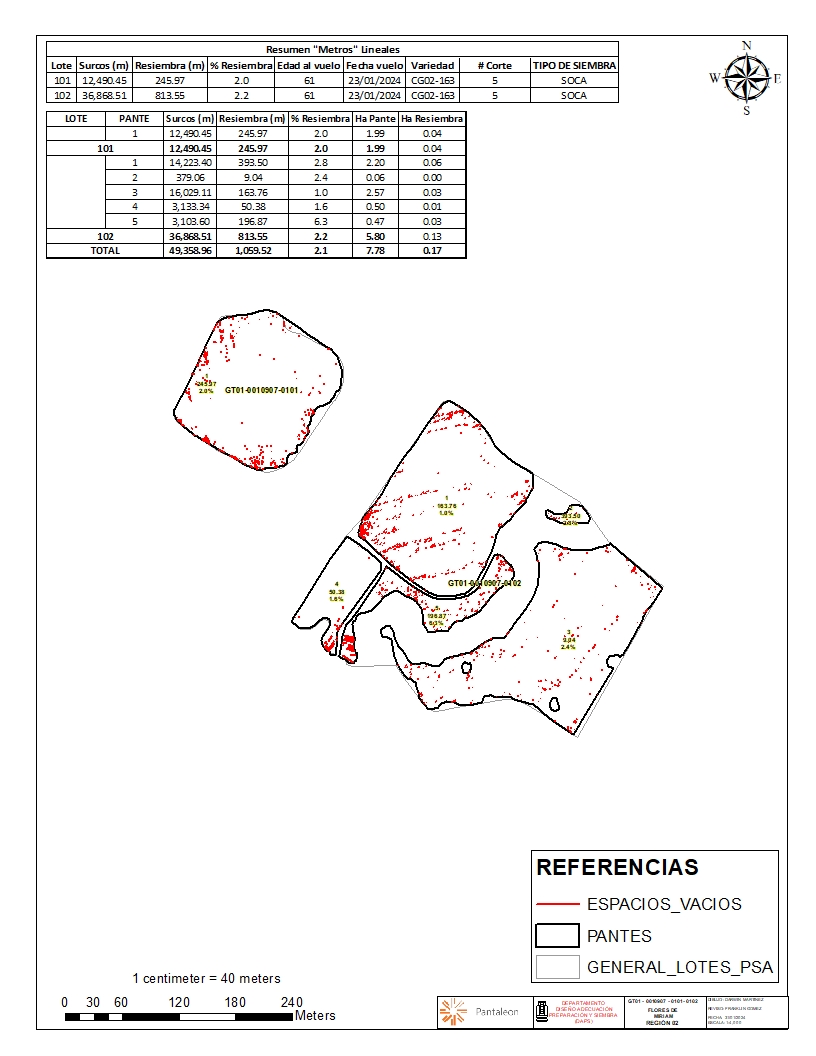 Resumen "Metros" Lineales
Lote Surcos (m) Resiembra (m) % Resiembra Edad al vuelo Fecha vuelo Variedad # Corte TIPO DE SIEMBRA
101 12,490.45 245.97 2.0 61 23/01/2024 CG02-163 5 SOCA
102 36,868.51 813.55 2.2 61 23/01/2024 CG02-163 5 SOCA
LOTE PANTE Surcos (m) Resiembra (m) % Resiembra Ha Pante Ha Resiembra
1 12,490.45 245.97 2.0 1.99 0.04
101 12,490.45 245.97 2.0 1.99 0.04
1 14,223.40 393.50 2.8 2.20 0.06
2 379.06 9.04 2.4 0.06 0.00
3 16,029.11 163.76 1.0 2.57 0.03
4 3,133.34 50.38 1.6 0.50 0.01
5 3,103.60 196.87 6.3 0.47 0.03
102 36,868.51 813.55 2.2 5.80 0.13
TOTAL 49,358.96 1,059.52 2.1 7.78 0.17
N
W E
S
1
245.97
2.0%
GT01-0010907-0101
1
163.76
1.0%
393.50
2.8%
GT01-0010907-0102
4
50.38
1.6%
5
196.87
6.3%
3
9.04
2.4%
REFERENCIAS
ESPACIOS_VACIOS
PANTES
GENERAL_LOTES_PSA
1 centimeter = 40 meters
0 30 60 120 180 240
Meters
Pantaleon
DEPARTAMENTO
DISEÑO ADECUACIÓN
PREPARACIÓN Y SIEMBRA
(DAPS)
GT01 - 0010907 - 0101-0102
FLORES DE
MIRIAM
REGIÓN 02
DIBUJO: DARWIN MARTINEZ
REVISO: FRANKLIN GOMEZ
FECHA: 31/01/2024
ESCALA: 1:4,000